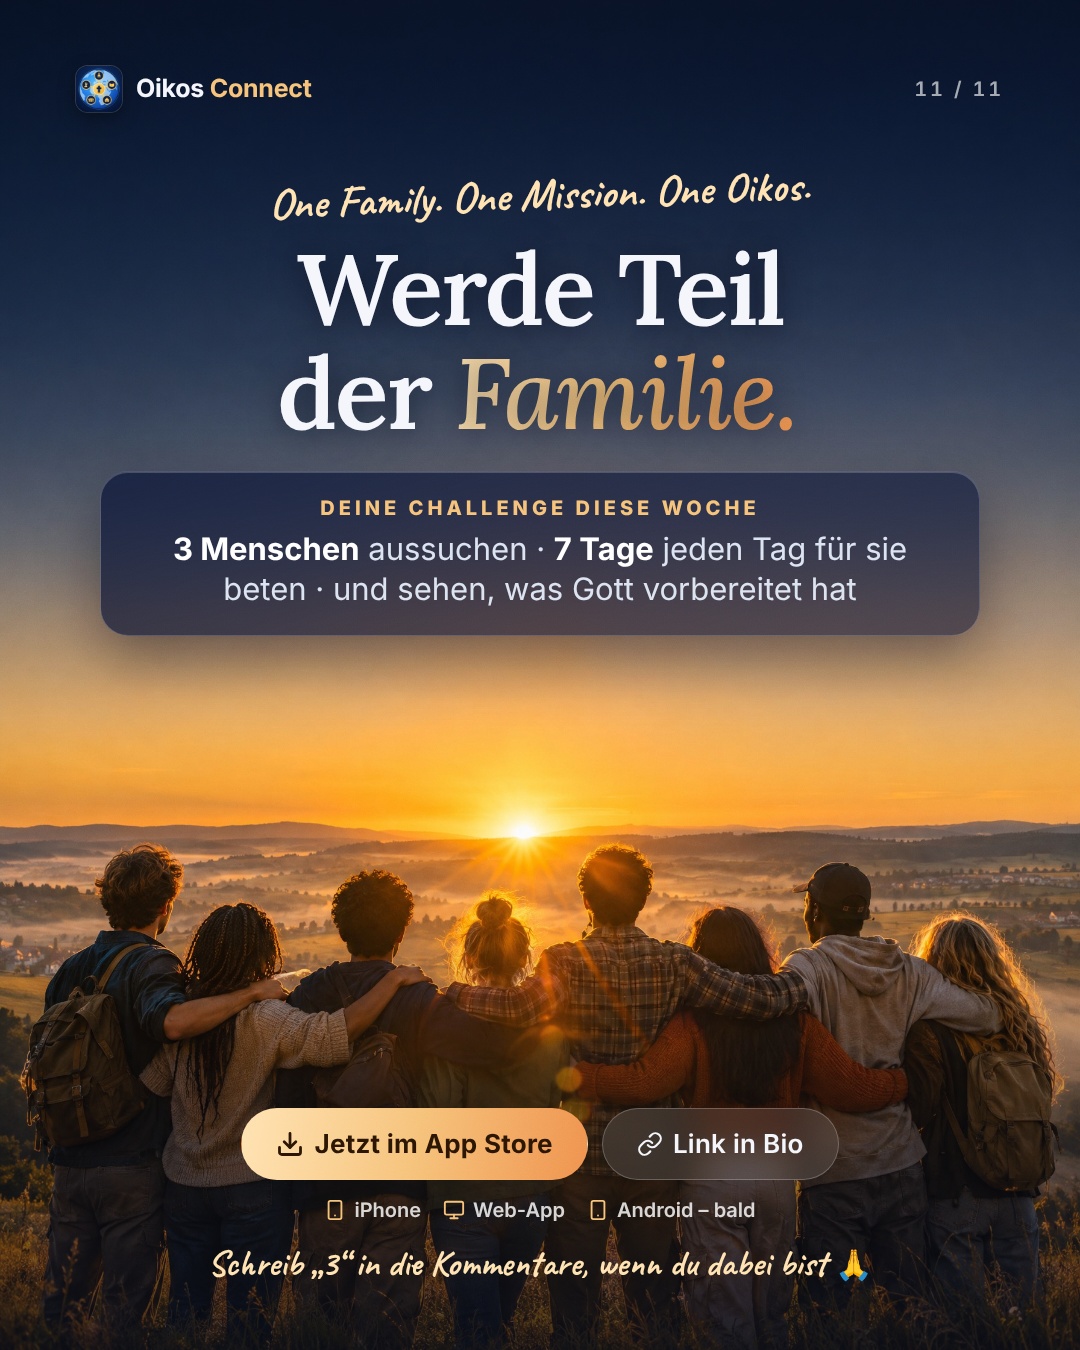 Oikos Connect
11 / 11
One Family. One Mission. One Oikos.
Werde Teil
der Familie.
DEINE CHALLENGE DIESE WOCHE
3 Menschen aussuchen · 7 Tage jeden Tag für sie
beten · und sehen, was Gott vorbereitet hat
Jetzt im App Store
Link in Bio
iPhone
Web-App
Android – bald
Schreib „3“ in die Kommentare, wenn du dabei bist 🙏